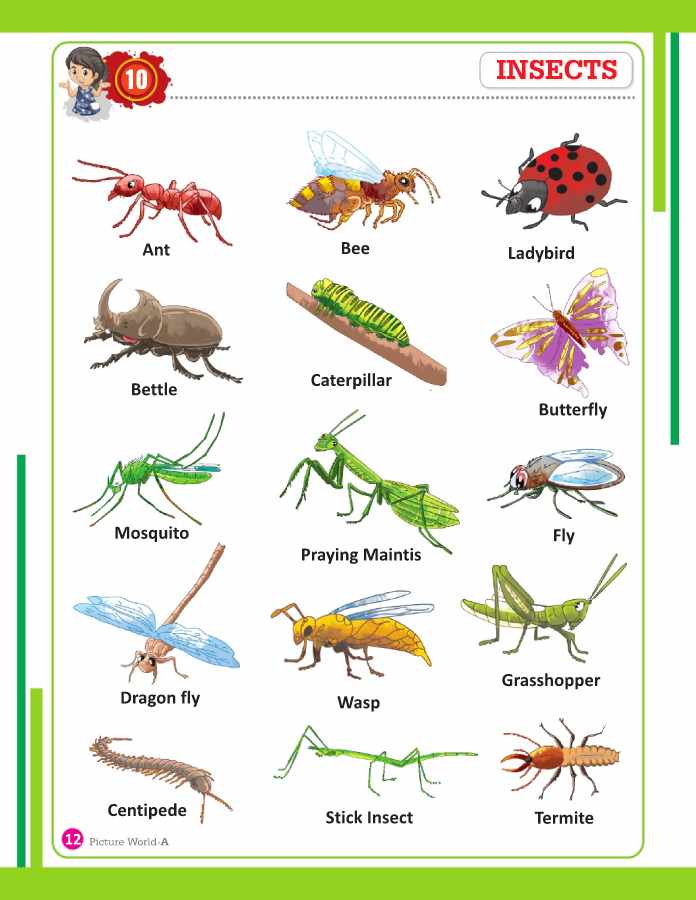 10
INSECTS
Ant
Bee
Ladybird
Bettle
Caterpillar
Butterfly
Mosquito
Praying Maintis
Fly
Dragon fly
Wasp
Grasshopper
Centipede
Stick Insect
Termite
12 Picture World-A